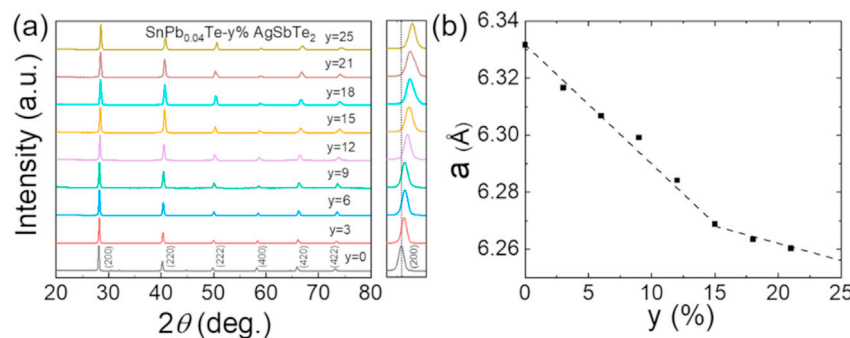 (a)
SnPb0.04Te-y% AgSbTe2
y=25
y=21
y=18
y=15
y=12
y=9
y=6
y=3
y=0
(200)
(220)
(222)
(400)
(420)
(422)
(200)
Intensity (a.u.)
20 30 40 50 60 70 80
2θ (deg.)
(b)
6.34
6.32
6.30
6.28
6.26
a (Å)
0 5 10 15 20 25
y (%)